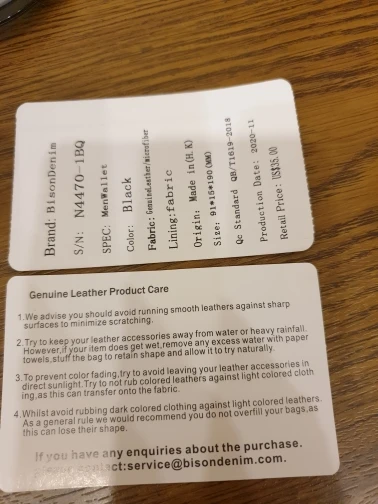 Brand: BisonDenim
S/N: N4470-1BQ
SPEC: MenWallet
Color: Black
Fabric: GenuineLeather/microfiber
Lining:fabric
Origin: Made in(H.K)
Size: 91*15*190(MM)
Qc Standard QB/T1619-2018
Production Date: 2020-11
Retail Price: US$35.00
Genuine Leather Product Care
1.We advise you should avoid running smooth leathers against sharp
surfaces to minimize scratching.
2.Try to keep your leather accessories away from water or heavy rainfall.
However,if your item does get wet,remove any excess water with paper
towels,stuff the bag to retain shape and allow it to try naturally.
3.To prevent color fading,try to avoid leaving your leather accessories in
direct sunlight.Try to not rub colored leathers against light colored cloth
ing,as this can transfer onto the fabric.
4.Whilst avoid rubbing dark colored clothing against light colored leathers.
As a general rule we would recommend you do not overfill your bags,as
this can lose their shape.
If you have any enquiries about the purchase.
contact:service@bisondenim.com.